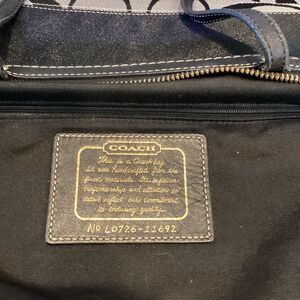 COACH
This is a Coach bag.
It was handcrafted from the
finest materials. Its superior
craftsmanship and attention to
detail reflect our commitment
to enduring quality.
No L0726-11692